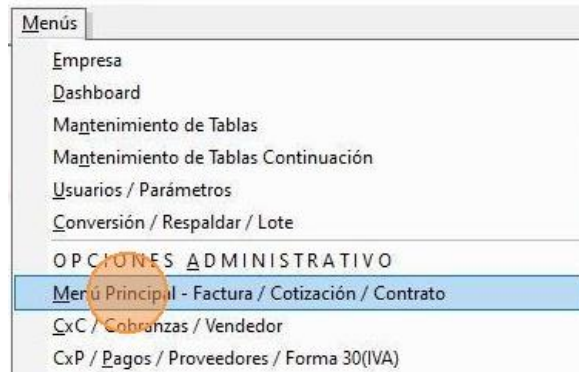 Menús
Empresa
Dashboard
Mantenimiento de Tablas
Mantenimiento de Tablas Continuación
Usuarios / Parámetros
Conversión / Respaldar / Lote
OPCIONES ADMINISTRATIVO
Menú Principal - Factura / Cotización / Contrato
CxC / Cobranzas / Vendedor
CxP / Pagos / Proveedores / Forma 30(IVA)